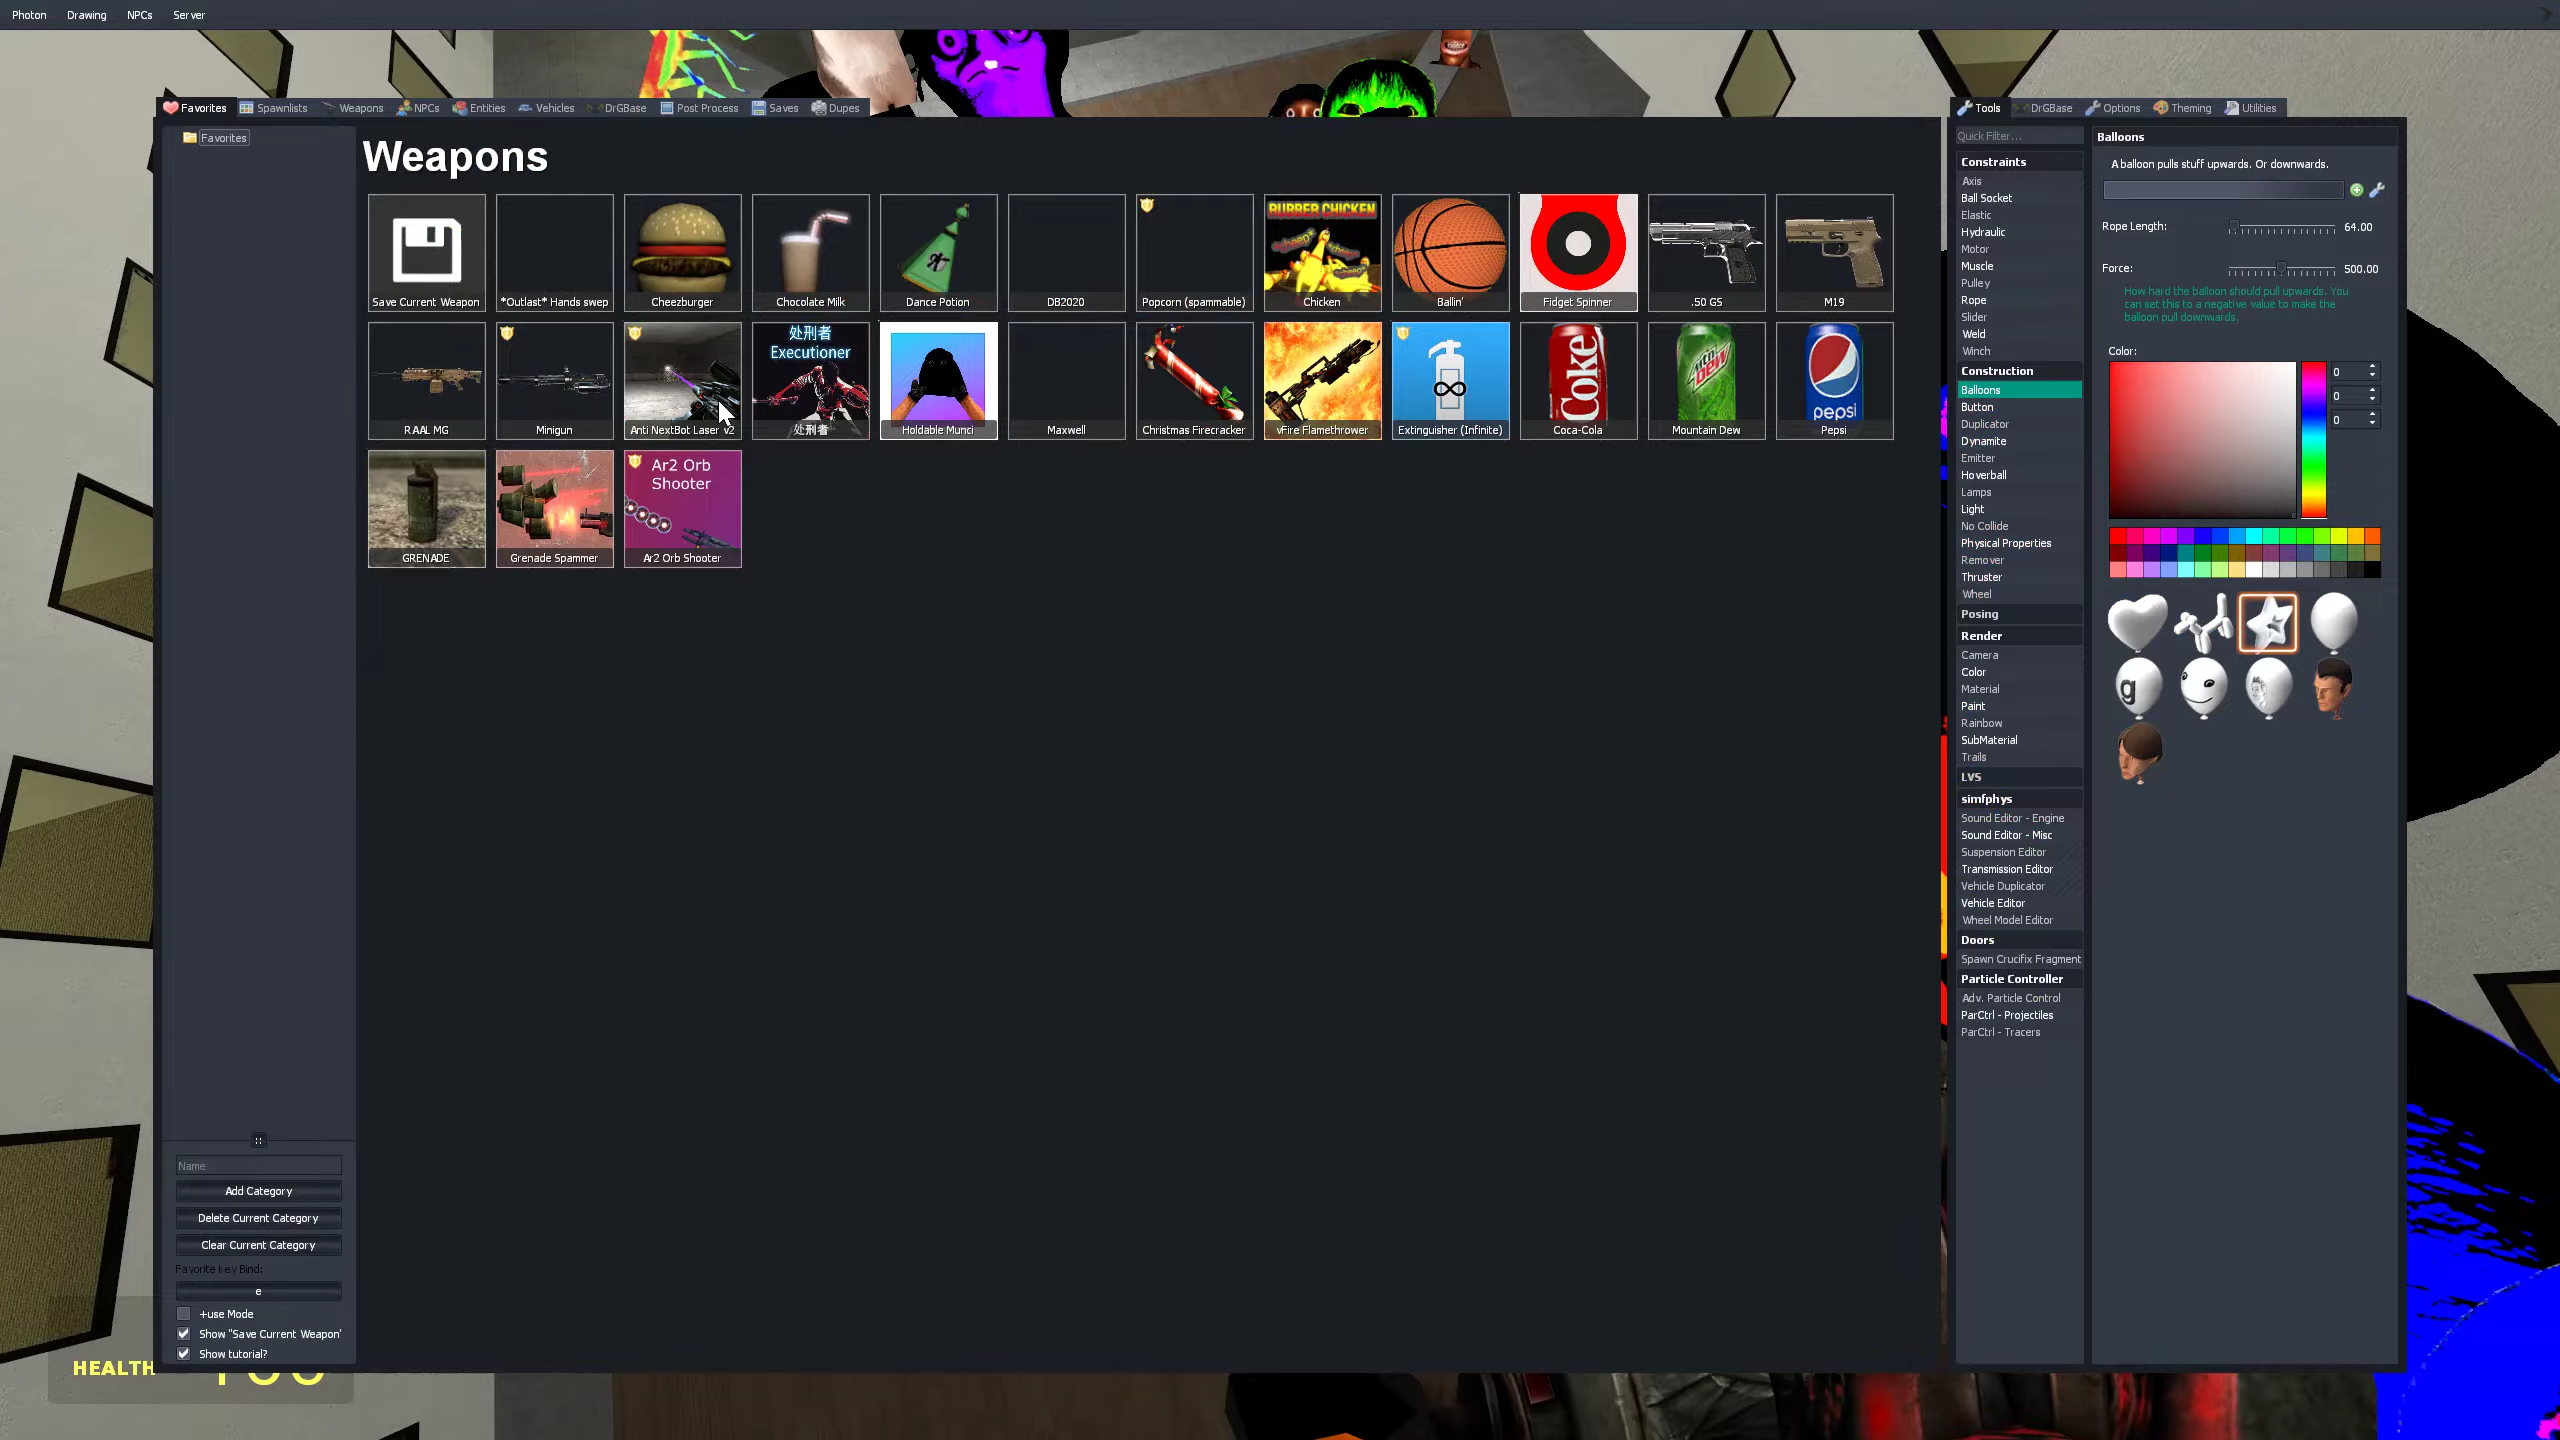 Photon Drawing NPCs Server
Favorites Spawnlists Weapons NPCs Entities Vehicles DrGBase Post Process Saves Dupes
Favorites
Weapons
Save Current Weapon
*Outlast* Hands swep
Cheezburger
Chocolate Milk
Dance Potion
DB2020
Popcorn (spammable)
RUBBER CHICKEN
Chicken
Ballin'
Fidget Spinner
.50 GS
M19
RAAL MG
Minigun
Anti NextBot Laser v2
处刑者
Executioner
处刑者
Holdable Munci
Maxwell
Christmas Firecracker
vFire Flamethrower
Extinguisher (Infinite)
Coke
Coca-Cola
Mtn Dew
Mountain Dew
pepsi
Pepsi
GRENADE
Grenade Spammer
Ar2 Orb
Shooter
Ar2 Orb Shooter
Name
Add Category
Delete Current Category
Clear Current Category
Favorite Key Bind:
e
+use Mode
Show "Save Current Weapon"
Show tutorial?
HEALTH
100
Tools DrGBase Options Theming Utilities
Quick Filter...
Constraints
Axis
Ball Socket
Elastic
Hydraulic
Motor
Muscle
Pulley
Rope
Slider
Weld
Winch
Construction
Balloons
Button
Duplicator
Dynamite
Emitter
Hoverball
Lamps
Light
No Collide
Physical Properties
Remover
Thruster
Wheel
Posing
Render
Camera
Color
Material
Paint
Rainbow
SubMaterial
Trails
LVS
simfphys
Sound Editor - Engine
Sound Editor - Misc
Suspension Editor
Transmission Editor
Vehicle Duplicator
Vehicle Editor
Wheel Model Editor
Doors
Spawn Crucifix Fragment
Particle Controller
Adv. Particle Control
ParCtrl - Projectiles
ParCtrl - Tracers
Balloons
A balloon pulls stuff upwards. Or downwards.
Rope Length: 64.00
Force: 500.00
How hard the balloon should pull upwards. You
can set this to a negative value to make the
balloon pull downwards.
Color:
0
0
0
g